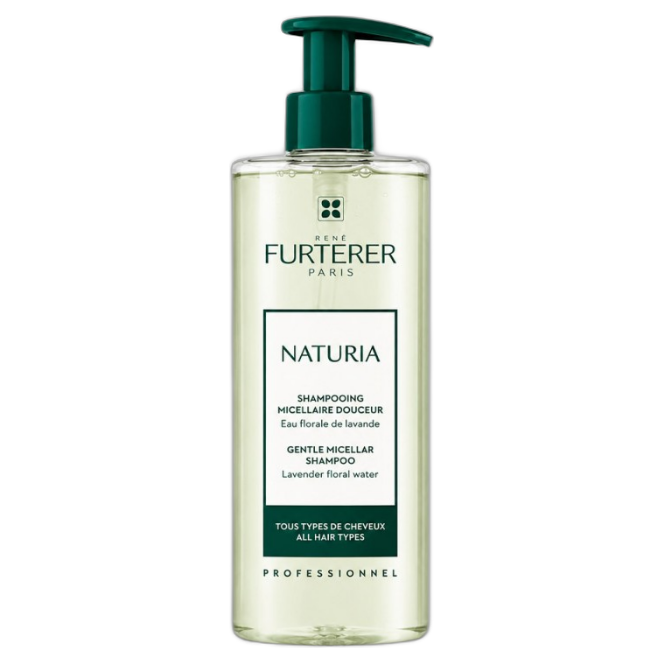 RENÉ
FURTERER
PARIS
NATURIA
SHAMPOOING
MICELLAIRE DOUCEUR
Eau florale de lavande
GENTLE MICELLAR
SHAMPOO
Lavender floral water
TOUS TYPES DE CHEVEUX
ALL HAIR TYPES
PROFESSIONNEL